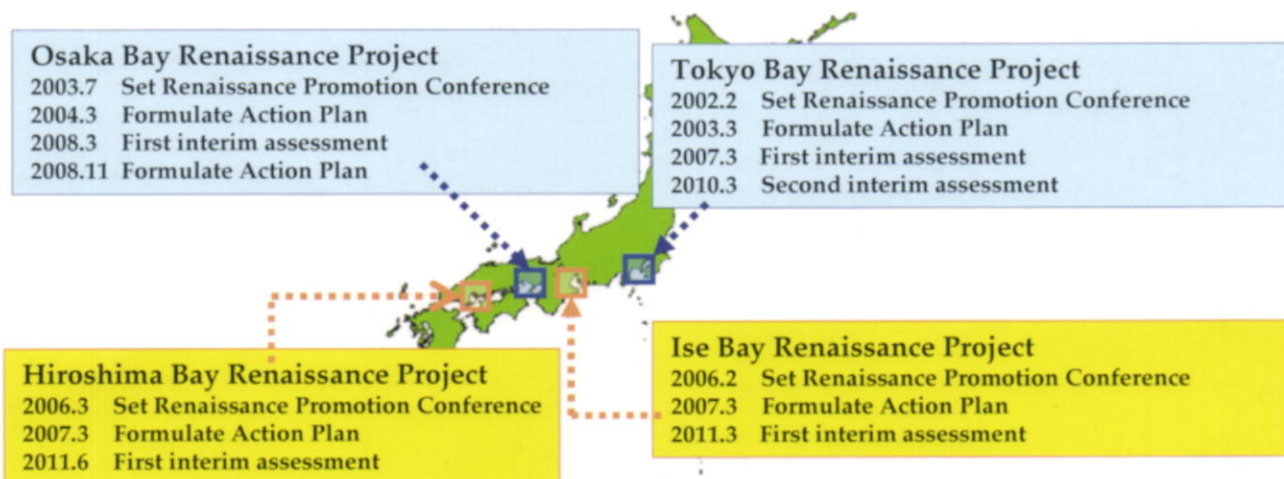 Osaka Bay Renaissance Project
2003.7 Set Renaissance Promotion Conference
2004.3 Formulate Action Plan
2008.3 First interim assessment
2008.11 Formulate Action Plan
Tokyo Bay Renaissance Project
2002.2 Set Renaissance Promotion Conference
2003.3 Formulate Action Plan
2007.3 First interim assessment
2010.3 Second interim assessment
Hiroshima Bay Renaissance Project
2006.3 Set Renaissance Promotion Conference
2007.3 Formulate Action Plan
2011.6 First interim assessment
Ise Bay Renaissance Project
2006.2 Set Renaissance Promotion Conference
2007.3 Formulate Action Plan
2011.3 First interim assessment